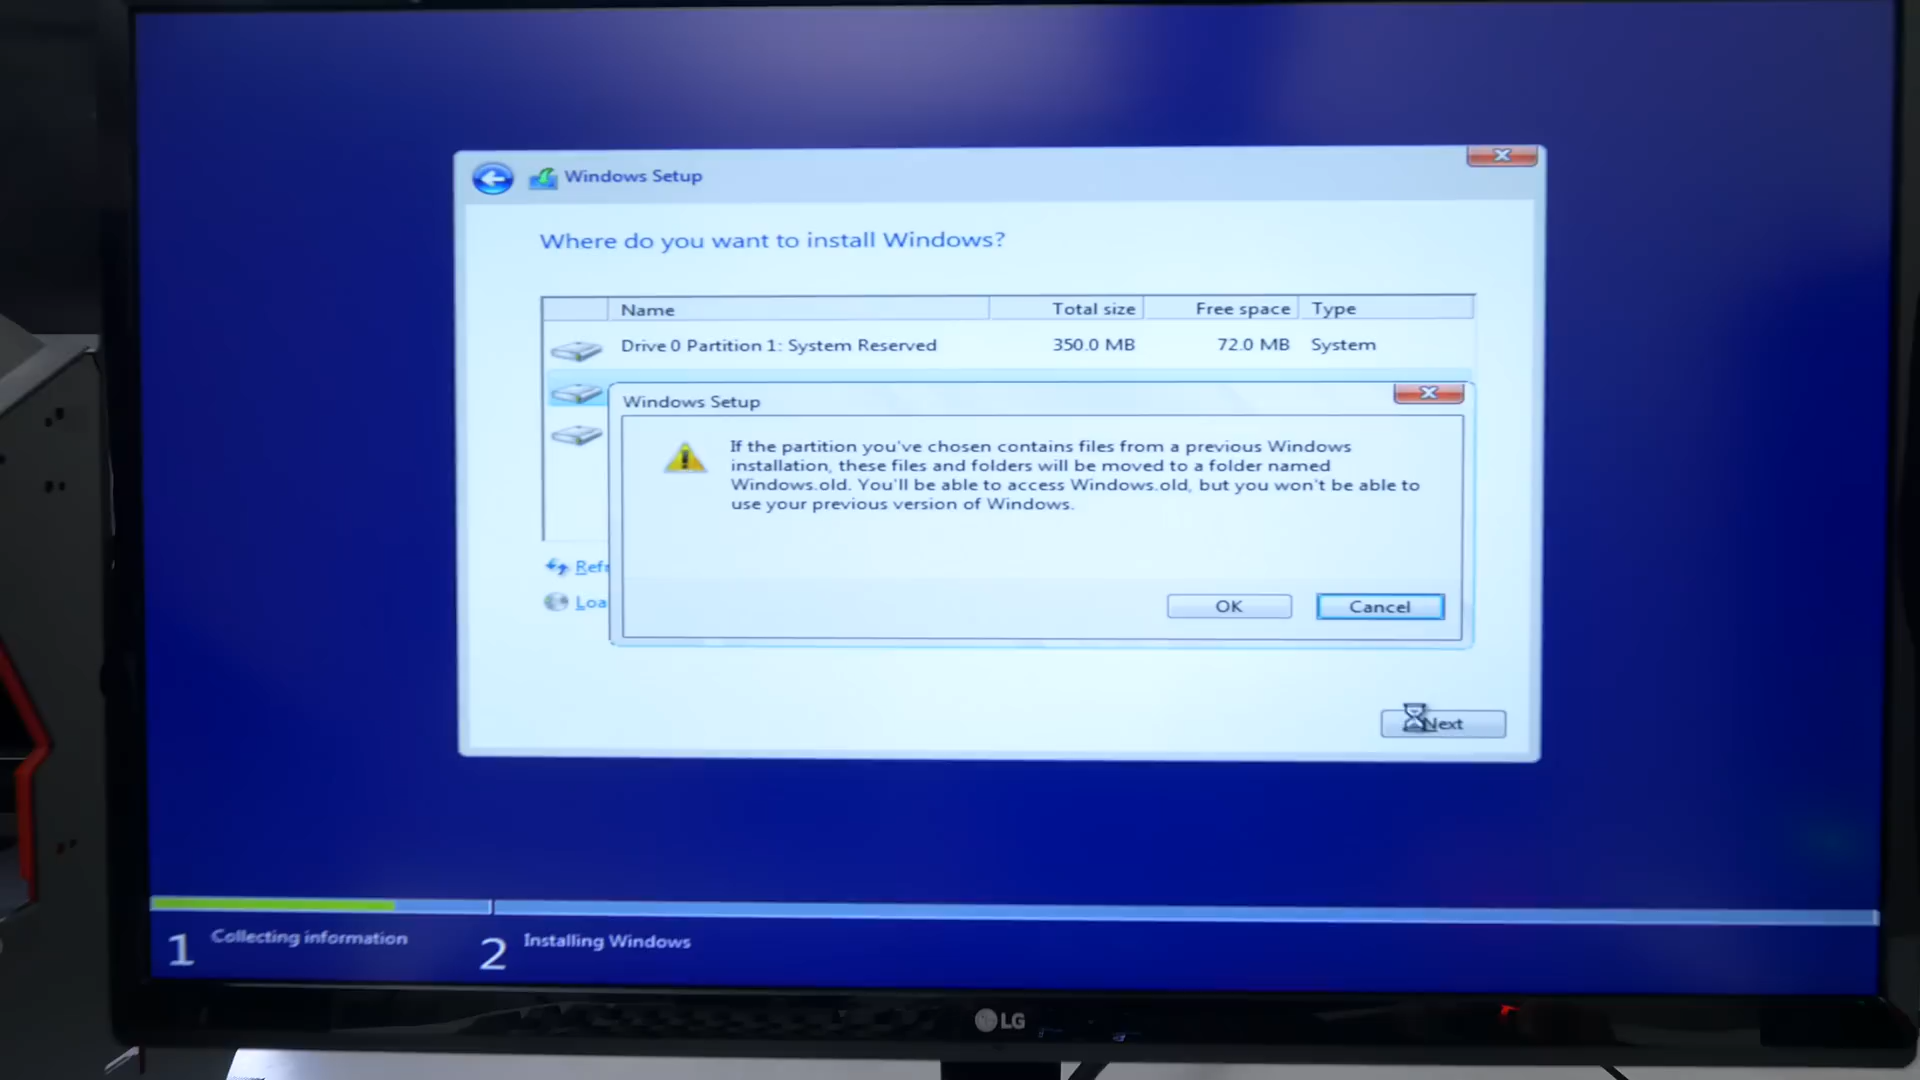 Windows Setup
Where do you want to install Windows?
Name Total size Free space Type
Drive 0 Partition 1: System Reserved 350.0 MB 72.0 MB System
Windows Setup
If the partition you've chosen contains files from a previous Windows
installation, these files and folders will be moved to a folder named
Windows.old. You'll be able to access Windows.old, but you won't be able to
use your previous version of Windows.
Refr
Loa
OK Cancel
Next
1 Collecting information 2 Installing Windows
LG